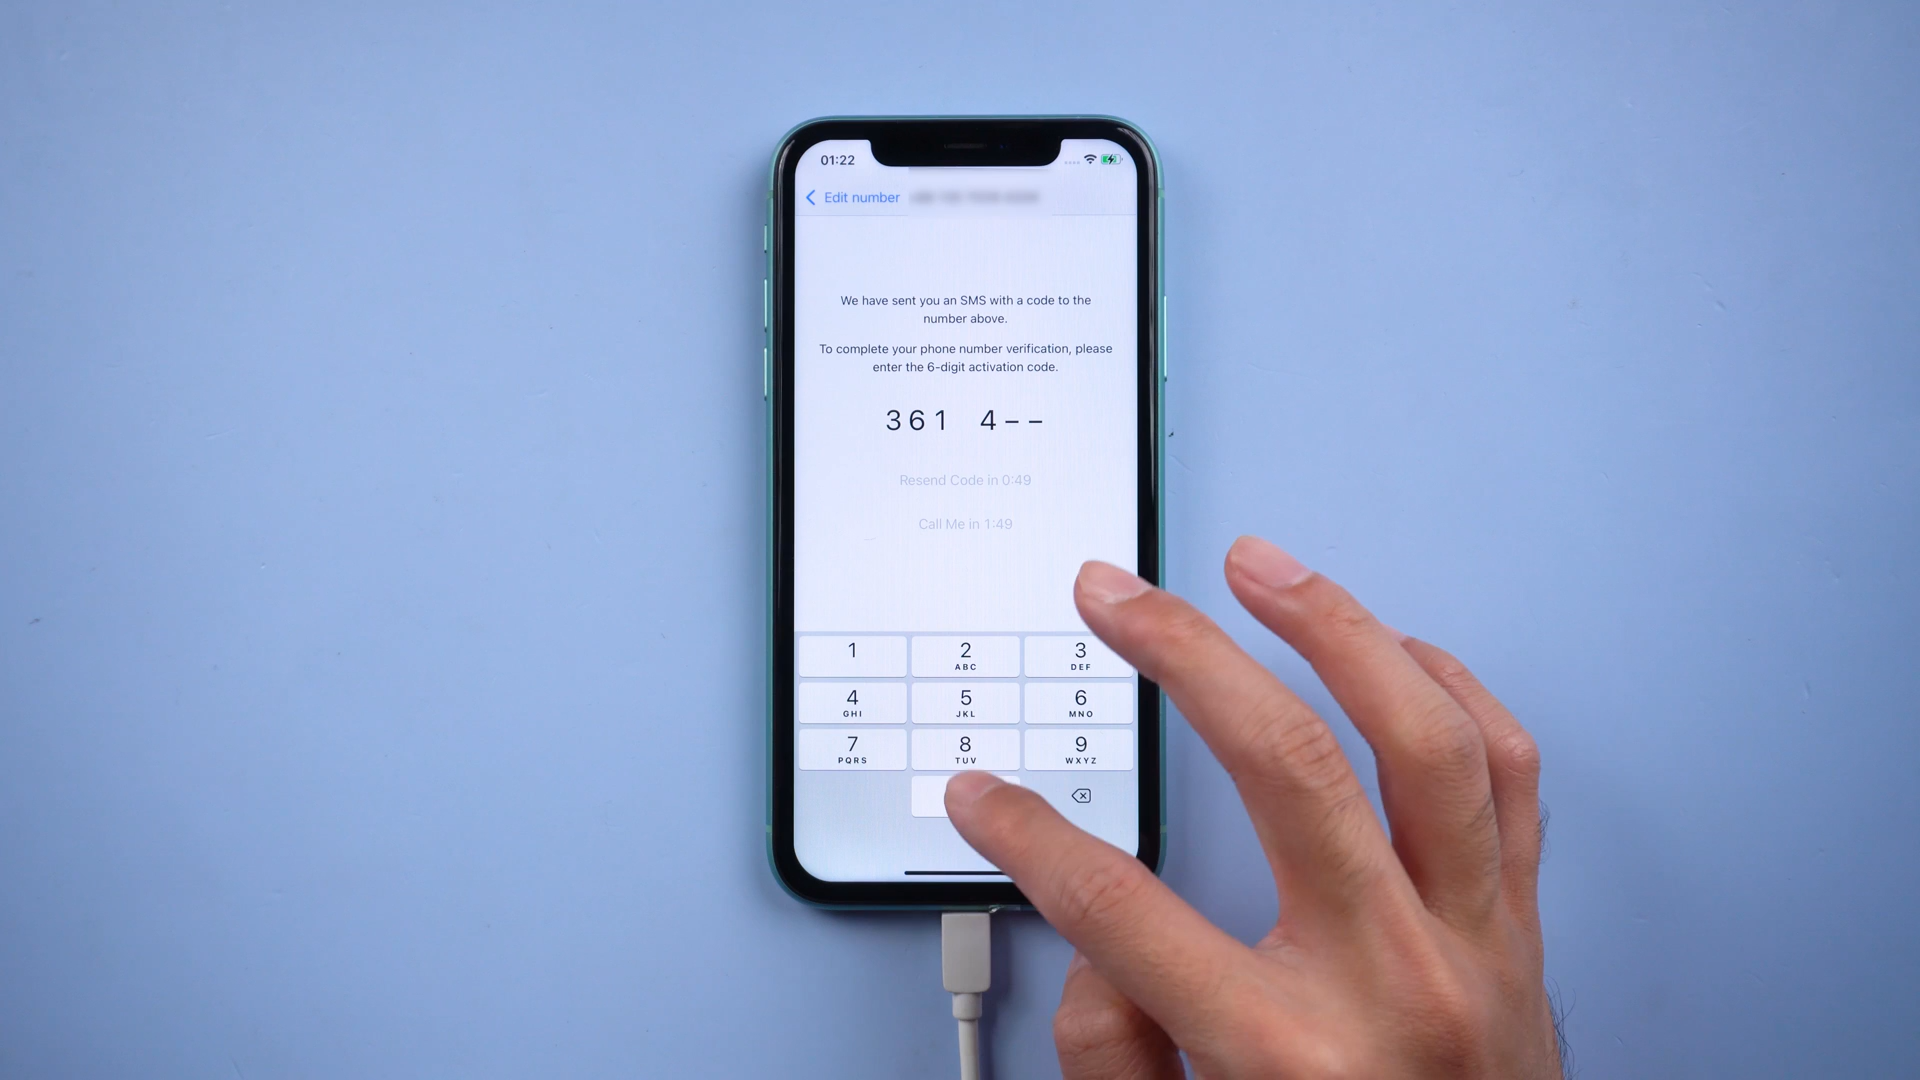 01:22
Edit number
We have sent you an SMS with a code to the
number above.
To complete your phone number verification, please
enter the 6-digit activation code.
361 4––
Resend Code in 0:49
Call Me in 1:49
1
2
ABC
3
DEF
4
GHI
5
JKL
6
MNO
7
PQRS
8
TUV
9
WXYZ